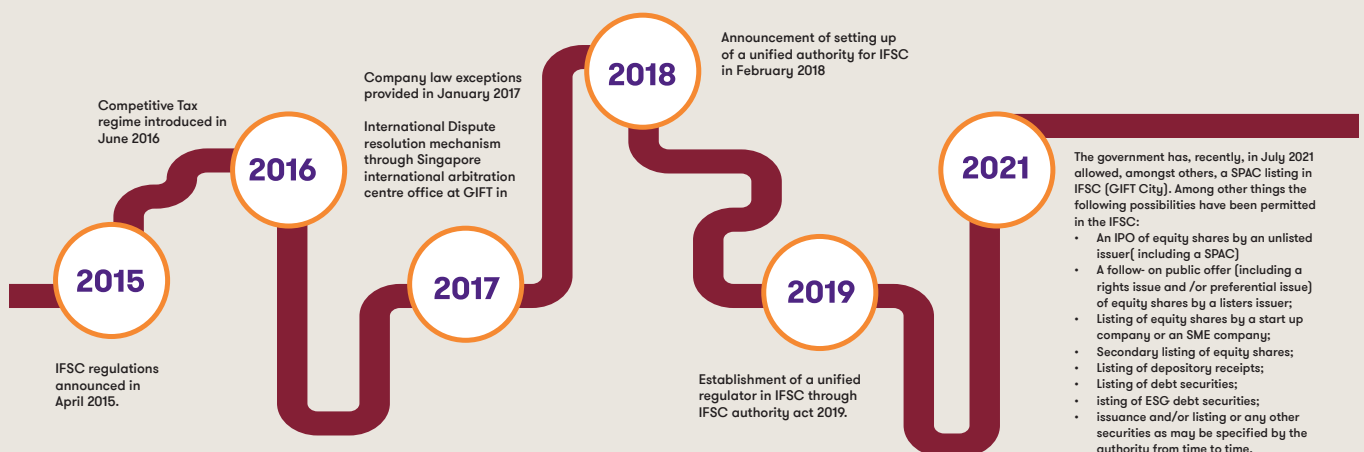 2015
IFSC regulations
announced in
April 2015.
Competitive Tax
regime introduced in
June 2016
2016
Company law exceptions
provided in January 2017
International Dispute
resolution mechanism
through Singapore
international arbitration
centre office at GIFT in
2017
2018
Announcement of setting up
of a unified authority for IFSC
in February 2018
2019
Establishment of a unified
regulator in IFSC through
IFSC authority act 2019.
2021
The government has, recently, in July 2021
allowed, amongst others, a SPAC listing in
IFSC (GIFT City). Among other things the
following possibilities have been permitted
in the IFSC:
• An IPO of equity shares by an unlisted
issuer( including a SPAC)
• A follow- on public offer (including a
rights issue and /or preferential issue)
of equity shares by a listers issuer;
• Listing of equity shares by a start up
company or an SME company;
• Secondary listing of equity shares;
• Listing of depository receipts;
• Listing of debt securities;
• isting of ESG debt securities;
• issuance and/or listing or any other
securities as may be specified by the
authority from time to time.